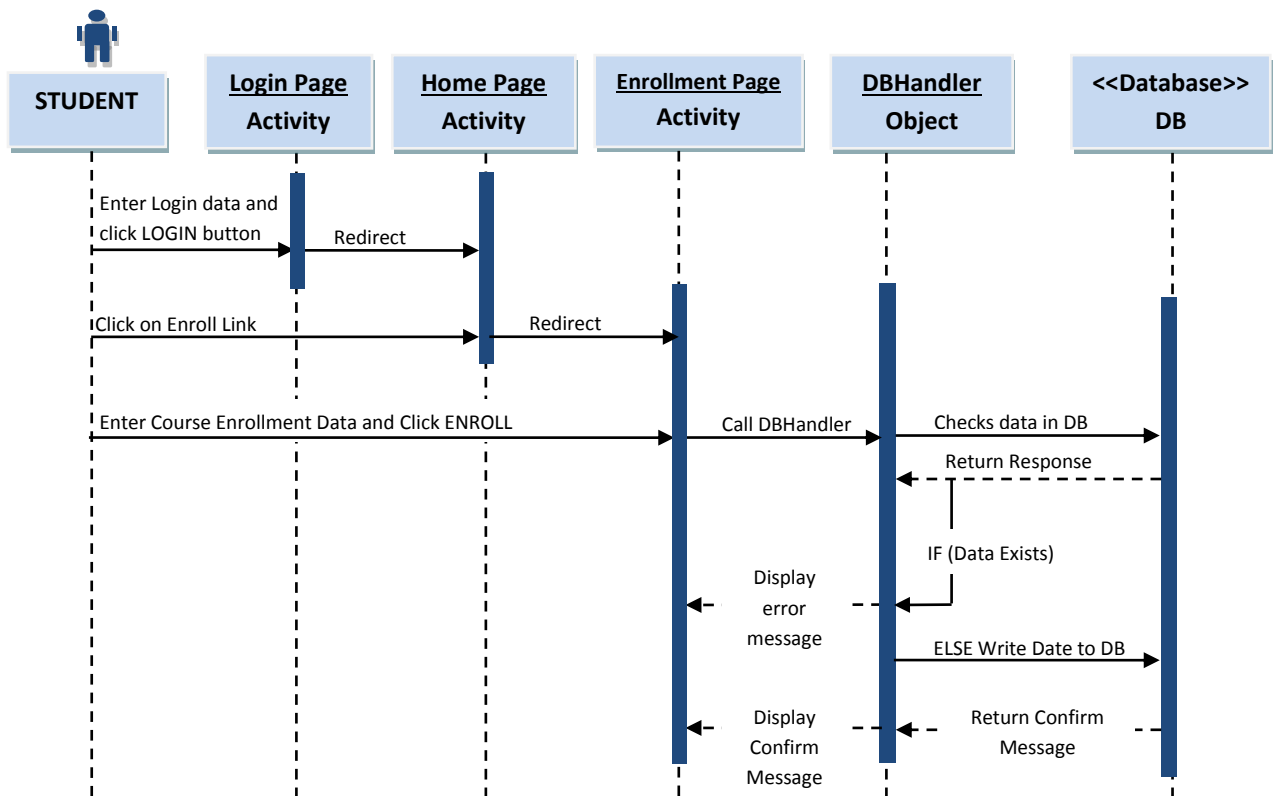 STUDENT
Login Page
Activity
Home Page
Activity
Enrollment Page
Activity
DBHandler
Object
<<Database>>
DB
Enter Login data and
click LOGIN button
Redirect
Click on Enroll Link
Redirect
Enter Course Enrollment Data and Click ENROLL
Call DBHandler
Checks data in DB
Return Response
IF (Data Exists)
Display
error
message
ELSE Write Date to DB
Display
Confirm
Message
Return Confirm
Message